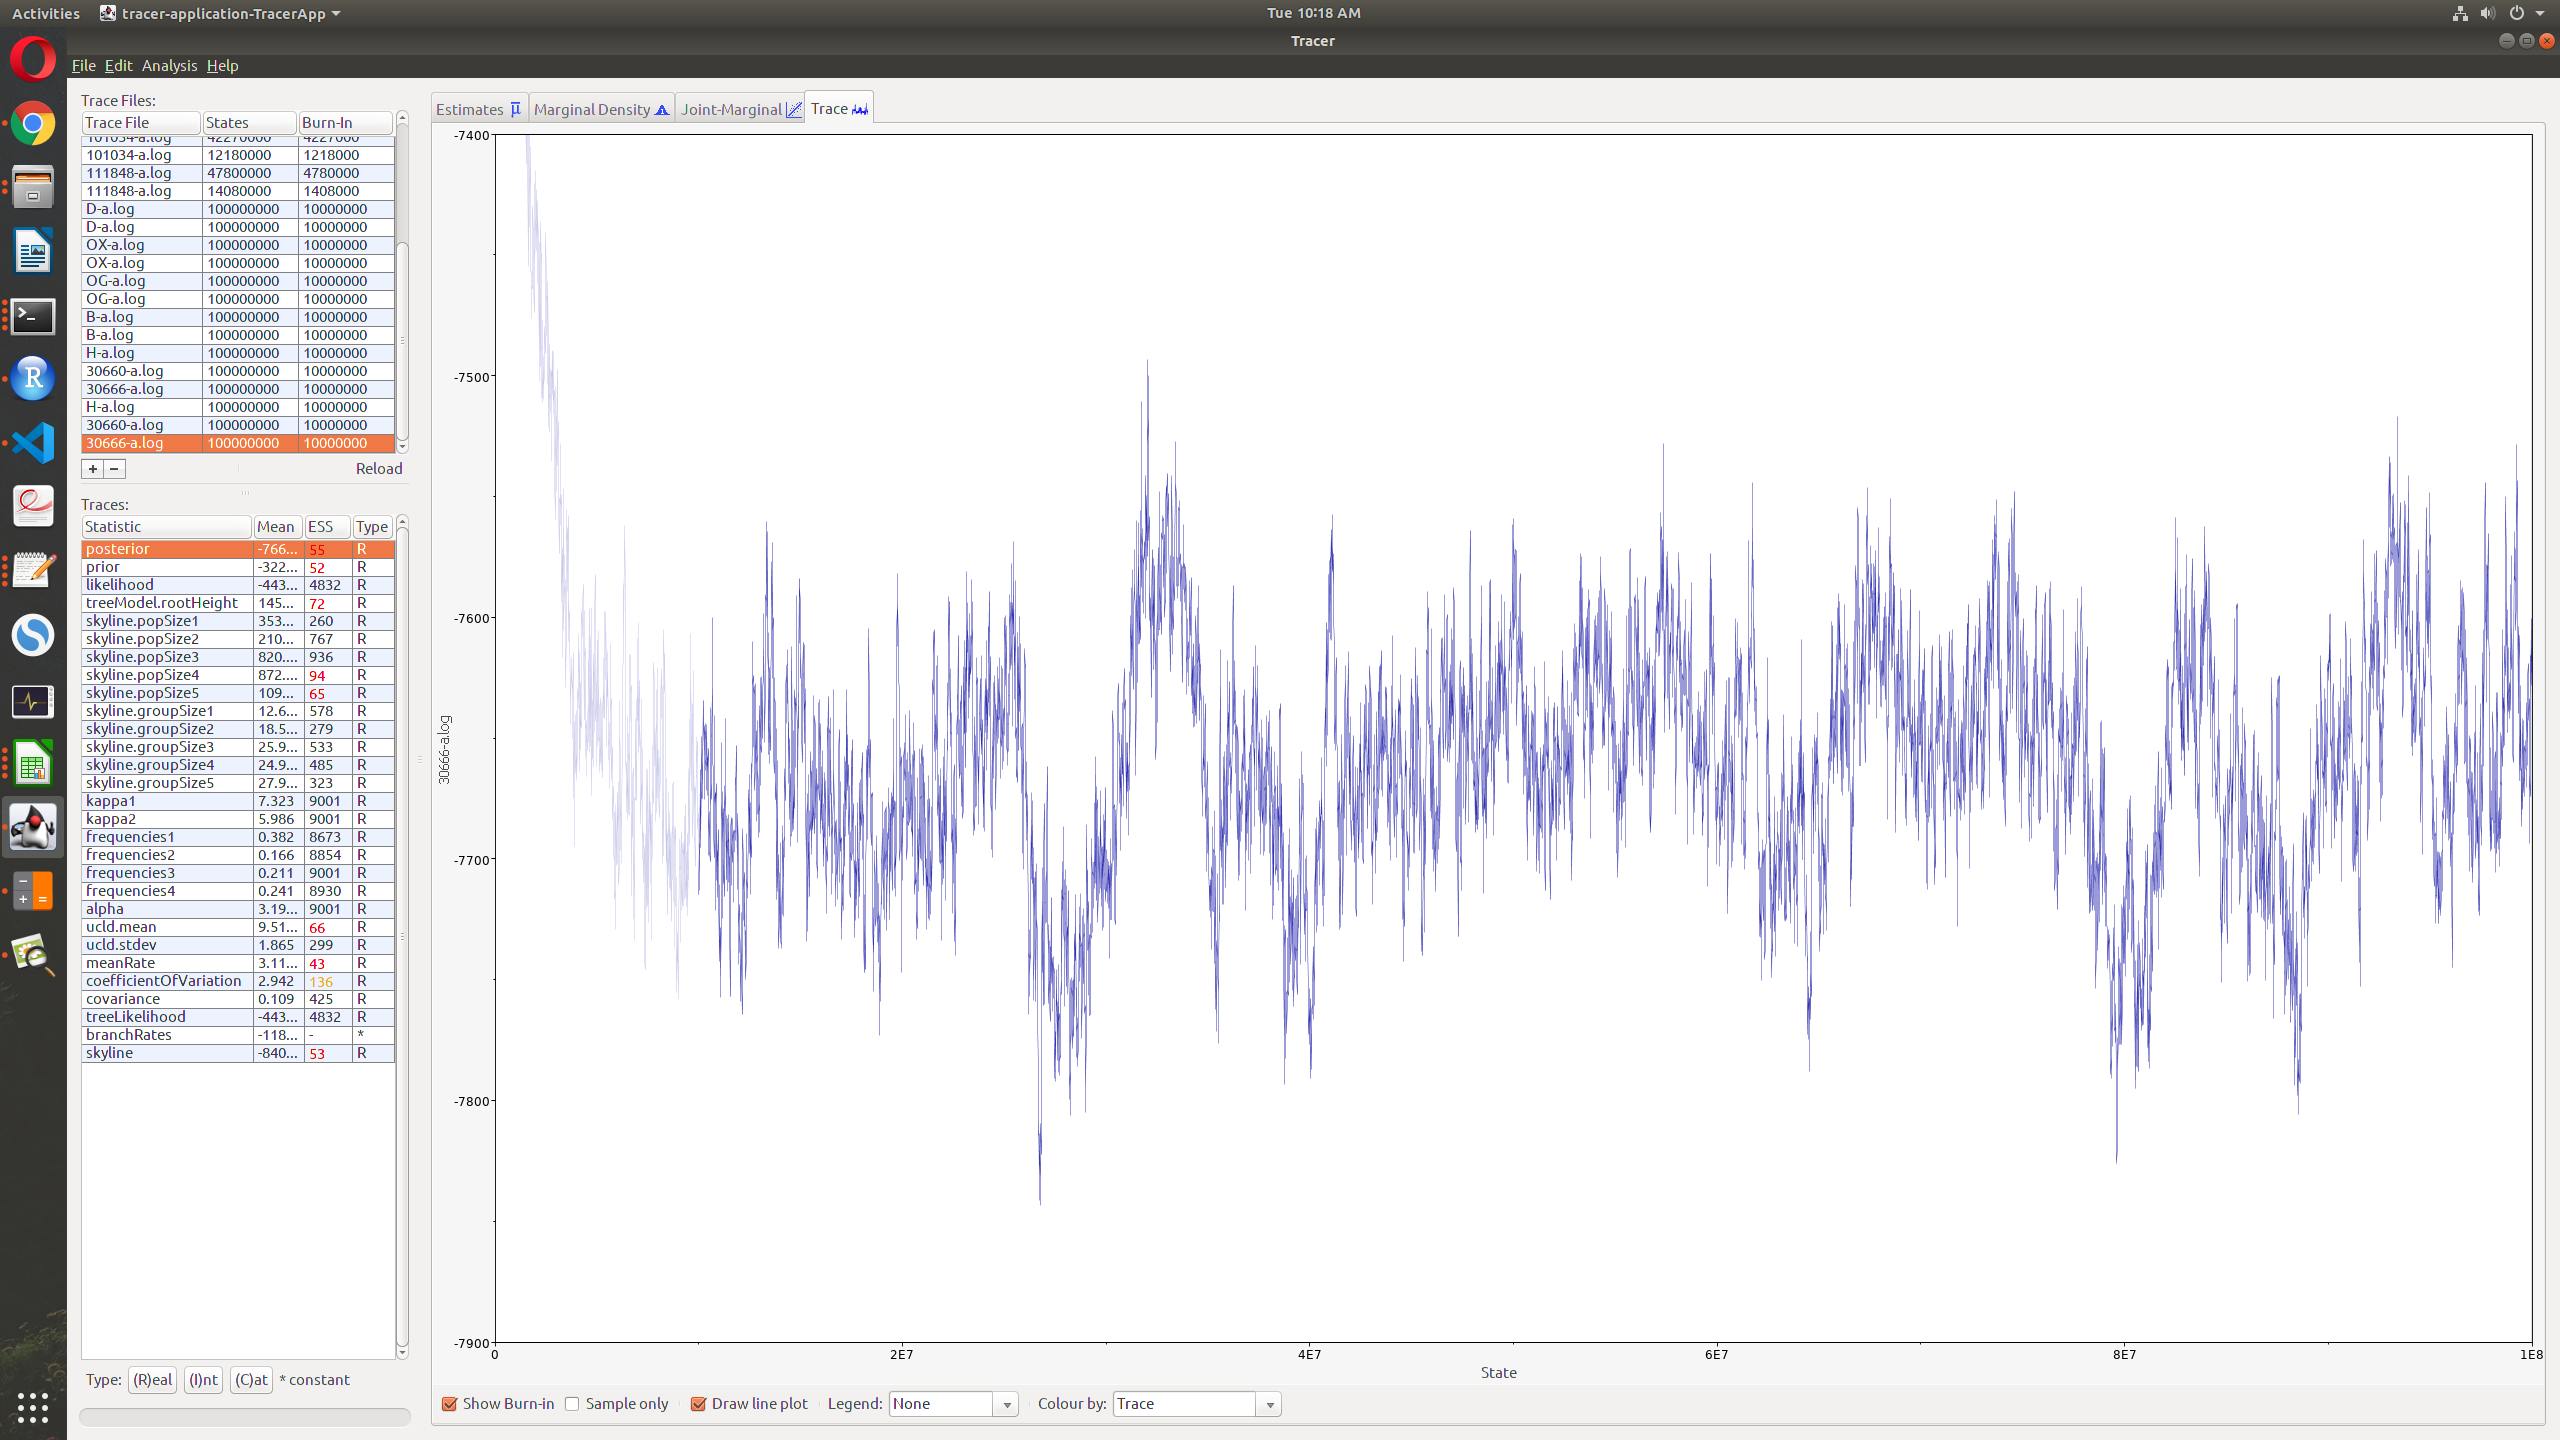 Activities tracer-application-TracerApp Tue 10:18 AM
Tracer
File Edit Analysis Help
Trace Files:
Trace File States Burn-In
101034-a.log 42270000 4227000
101034-a.log 12180000 1218000
111848-a.log 47800000 4780000
111848-a.log 14080000 1408000
D-a.log 100000000 10000000
D-a.log 100000000 10000000
OX-a.log 100000000 10000000
OX-a.log 100000000 10000000
OG-a.log 100000000 10000000
OG-a.log 100000000 10000000
B-a.log 100000000 10000000
B-a.log 100000000 10000000
H-a.log 100000000 10000000
30660-a.log 100000000 10000000
30666-a.log 100000000 10000000
H-a.log 100000000 10000000
30660-a.log 100000000 10000000
30666-a.log 100000000 10000000
+ − Reload
Traces:
Statistic Mean ESS Type
posterior -766... 55 R
prior -322... 52 R
likelihood -443... 4832 R
treeModel.rootHeight 145... 72 R
skyline.popSize1 353... 260 R
skyline.popSize2 210... 767 R
skyline.popSize3 820.... 936 R
skyline.popSize4 872.... 94 R
skyline.popSize5 109... 65 R
skyline.groupSize1 12.6... 578 R
skyline.groupSize2 18.5... 279 R
skyline.groupSize3 25.9... 533 R
skyline.groupSize4 24.9... 485 R
skyline.groupSize5 27.9... 323 R
kappa1 7.323 9001 R
kappa2 5.986 9001 R
frequencies1 0.382 8673 R
frequencies2 0.166 8854 R
frequencies3 0.211 9001 R
frequencies4 0.241 8930 R
alpha 3.19... 9001 R
ucld.mean 9.51... 66 R
ucld.stdev 1.865 299 R
meanRate 3.11... 43 R
coefficientOfVariation 2.942 136 R
covariance 0.109 425 R
treeLikelihood -443... 4832 R
branchRates -118... - *
skyline -840... 53 R
Type: (R)eal (I)nt (C)at * constant
Estimates Marginal Density Joint-Marginal Trace
-7400
-7500
-7600
-7700
-7800
-7900
30666-a.log
0 2E7 4E7 6E7 8E7 1E8
State
Show Burn-in Sample only Draw line plot Legend: None Colour by: Trace